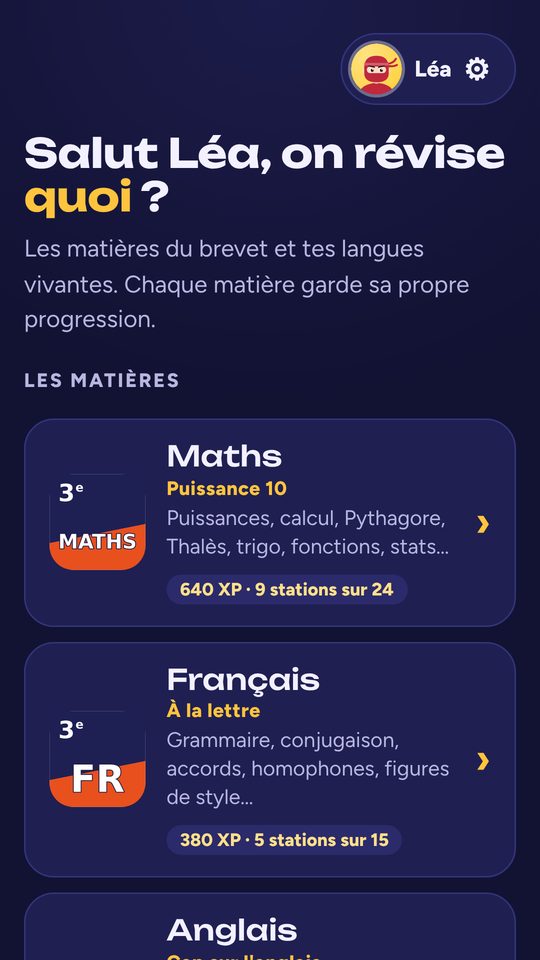 Léa
Salut Léa, on révise
quoi ?
Les matières du brevet et tes langues
vivantes. Chaque matière garde sa propre
progression.
LES MATIÈRES
3e
MATHS
Maths
Puissance 10
Puissances, calcul, Pythagore,
Thalès, trigo, fonctions, stats...
640 XP · 9 stations sur 24
3e
FR
Français
À la lettre
Grammaire, conjugaison,
accords, homophones, figures
de style...
380 XP · 5 stations sur 15
Anglais